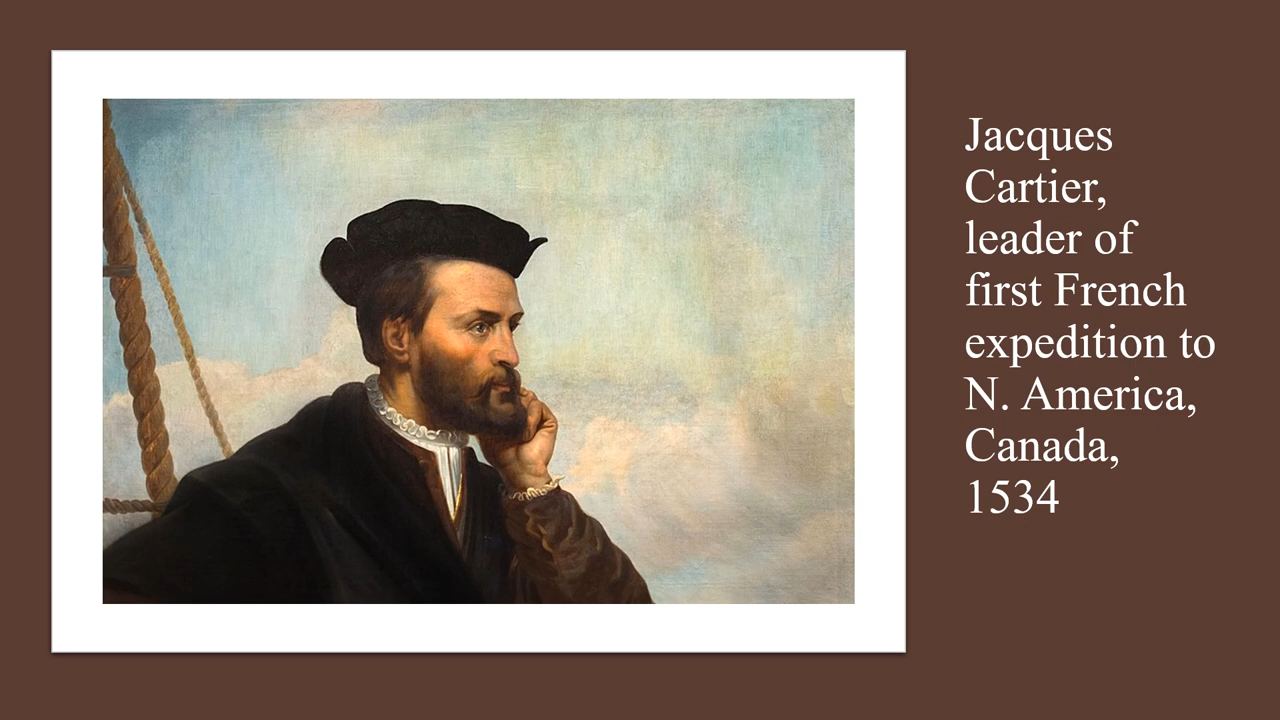 Jacques
Cartier,
leader of
first French
expedition to
N. America,
Canada,
1534